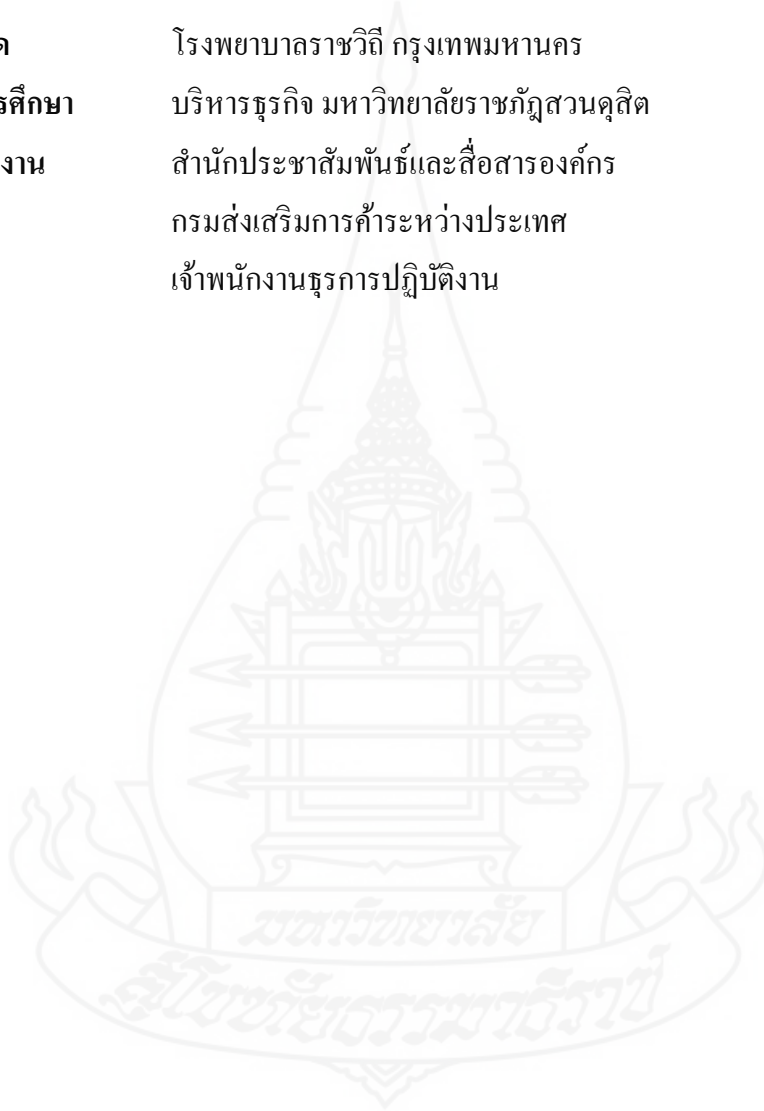 ด โรงพยาบาลราชวิถี กรุงเทพมหานคร
รศึกษา บริหารธุรกิจ มหาวิทยาลัยราชภัฏสวนดุสิต
งาน สำนักประชาสัมพันธ์และสื่อสารองค์กร
กรมส่งเสริมการค้าระหว่างประเทศ
เจ้าพนักงานธุรการปฏิบัติงาน
มหาวิทยาลัย
สุโขทัยธรรมาธิราช